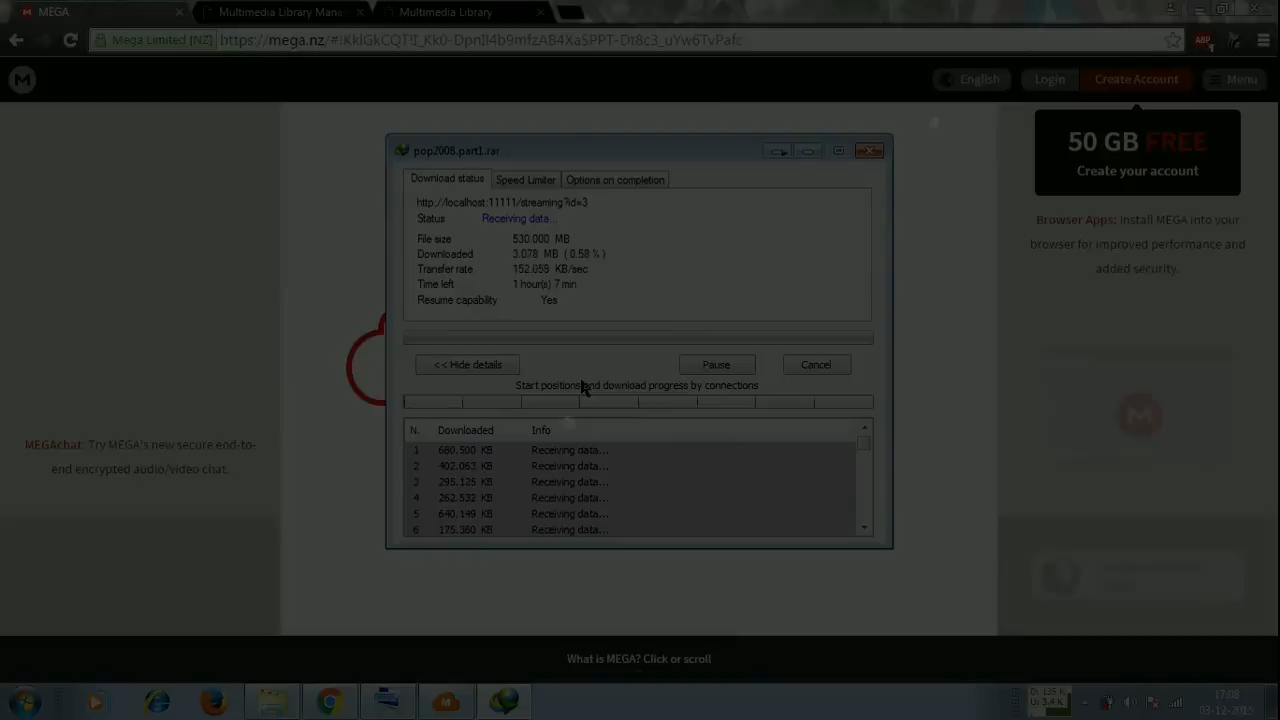 MEGA
Multimedia Library Mana
Multimedia Library
Mega Limited [NZ]
ABP
English
Login
Create Account
Menu
50 GB FREE
Create your account
Browser Apps: Install MEGA into your
browser for improved performance and
added security.
MEGAchat: Try MEGA's new secure end-to-
end encrypted audio/video chat.
pop2008.part1.rar
Download status
Speed Limiter
Options on completion
http://localhost:11111/streaming?id=3
Status Receiving data...
File size 530.000 MB
Downloaded 3.078 MB ( 0.58 % )
Transfer rate 152.059 KB/sec
Time left 1 hour(s) 7 min
Resume capability Yes
<< Hide details
Pause
Cancel
Start positions and download progress by connections
N. Downloaded Info
1 680.500 KB Receiving data...
2 402.063 KB Receiving data...
3 295.125 KB Receiving data...
4 262.532 KB Receiving data...
5 640.149 KB Receiving data...
6 175.360 KB Receiving data...
What is MEGA? Click or scroll
17:08
03-12-2015